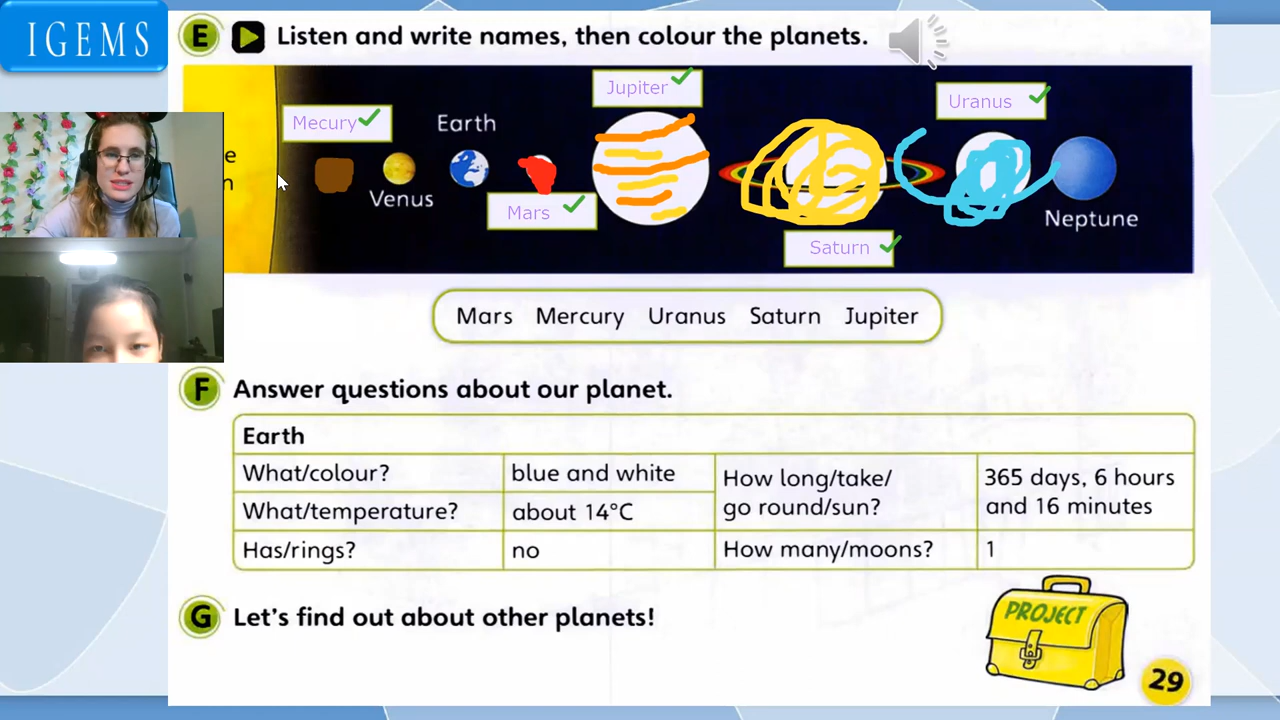 IGEMS
E Listen and write names, then colour the planets.
Jupiter
Uranus
Mecury
Earth
Venus
Mars
Neptune
Saturn
Mars Mercury Uranus Saturn Jupiter
F Answer questions about our planet.
Earth
What/colour? blue and white
What/temperature? about 14°C
Has/rings? no
How long/take/
go round/sun?
365 days, 6 hours
and 16 minutes
How many/moons? 1
G Let's find out about other planets!
PROJECT
29